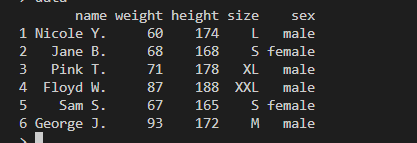 name weight height size sex
1 Nicole Y. 60 174 L male
2 Jane B. 68 168 S female
3 Pink T. 71 178 XL male
4 Floyd W. 87 188 XXL male
5 Sam S. 67 165 S female
6 George J. 93 172 M male
>